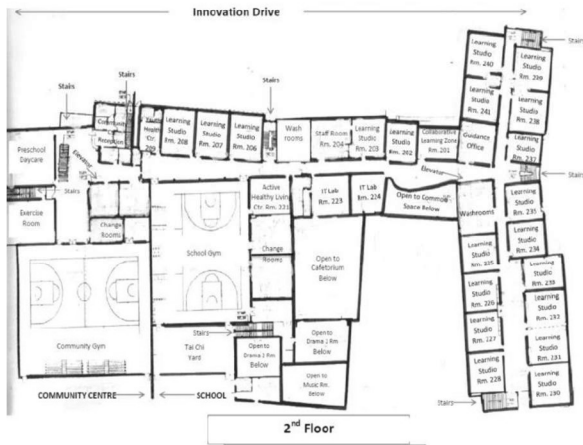 Innovation Drive
Stairs
Stairs
Stairs
Stairs
Learning
Studio
Rm. 240
Learning
Studio
Rm. 239
Learning
Studio
Rm. 241
Learning
Studio
Rm. 238
Preschool
Daycare
Community
Reception
Health
Ctr.
209
Learning
Studio
Rm. 208
Learning
Studio
Rm. 207
Learning
Studio
Rm. 206
Wash
rooms
Staff Room
Rm. 204
Learning
Studio
Rm. 203
Learning
Studio
Rm. 202
Collaborative
Learning Zone
Rm. 201
Guidance
Office
Learning
Studio
Rm. 237
Elevator
Elevator
Stairs
Stairs
Exercise
Room
Change
Rooms
School Gym
Active
Healthy Living
Ctr. Rm. 221
IT Lab
Rm. 223
IT Lab
Rm. 224
Open to Common
Space Below
Washrooms
Learning
Studio
Rm. 235
Change
Rooms
Open to
Cafetorium
Below
Learning
Studio
Rm. 234
Learning
Studio
Rm. 225
Learning
Studio
Rm. 233
Learning
Studio
Rm. 226
Learning
Studio
Rm. 232
Community Gym
Tai Chi
Yard
Stairs
Open to
Drama 2 Rm
Below
Open to
Drama 1 Rm
Below
Learning
Studio
Rm. 227
Learning
Studio
Rm. 231
Open to
Music Rm.
Below
Learning
Studio
Rm. 228
Learning
Studio
Rm. 230
Stairs
COMMUNITY CENTRE
SCHOOL
2nd Floor